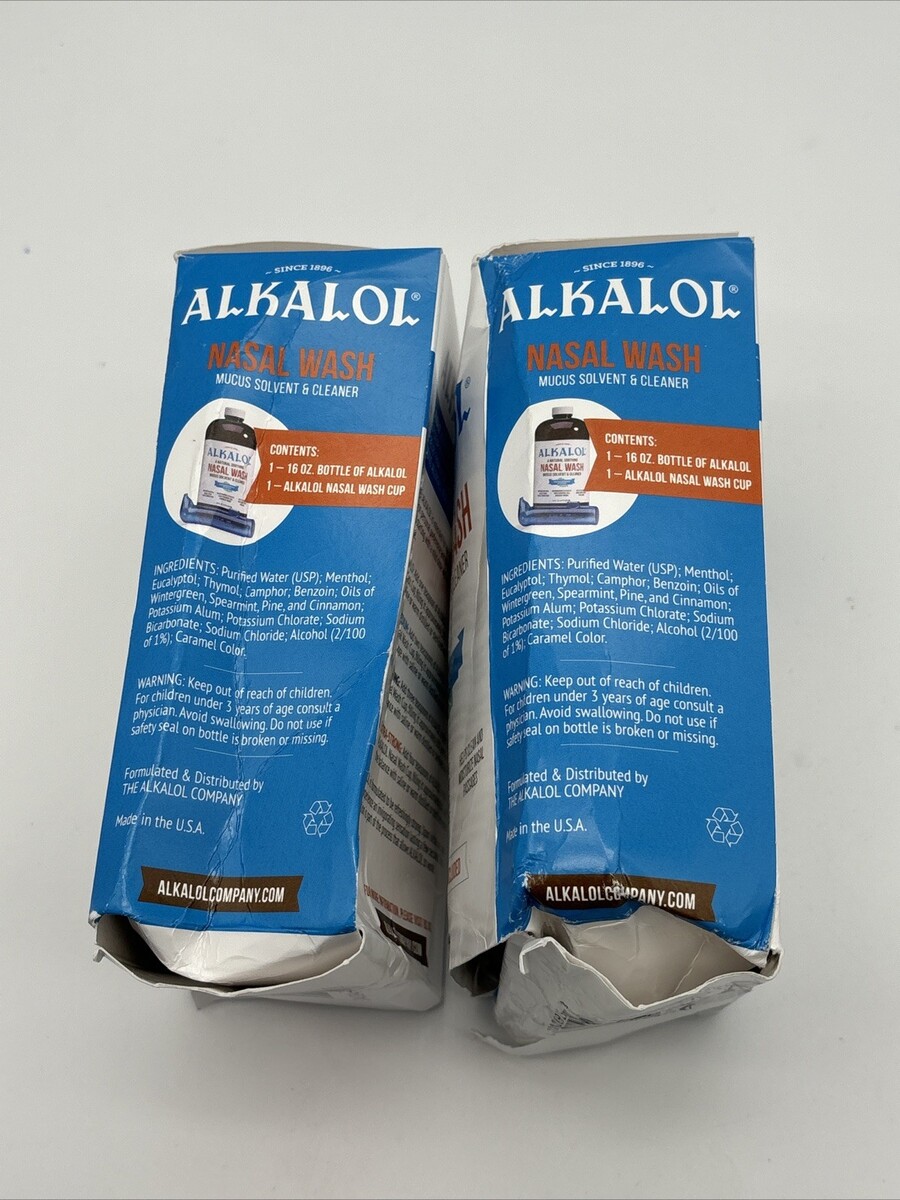 ~ SINCE 1896 ~
ALKALOL®
NASAL WASH
MUCUS SOLVENT & CLEANER
ALKALOL
NASAL WASH
CONTENTS:
1 — 16 OZ. BOTTLE OF ALKALOL
1 — ALKALOL NASAL WASH CUP
INGREDIENTS: Purified Water (USP); Menthol;
Eucalyptol; Thymol; Camphor; Benzoin; Oils of
Wintergreen, Spearmint, Pine, and Cinnamon;
Potassium Alum; Potassium Chlorate; Sodium
Bicarbonate; Sodium Chloride; Alcohol (2/100
of 1%); Caramel Color.
WARNING: Keep out of reach of children.
For children under 3 years of age consult a
physician. Avoid swallowing. Do not use if
safety seal on bottle is broken or missing.
Formulated & Distributed by
THE ALKALOL COMPANY
Made in the U.S.A.
ALKALOLCOMPANY.COM
~ SINCE 1896 ~
ALKALOL®
NASAL WASH
MUCUS SOLVENT & CLEANER
ALKALOL
NASAL WASH
MUCUS SOLVENT & CLEANER
CONTENTS:
1 — 16 OZ. BOTTLE OF ALKALOL
1 — ALKALOL NASAL WASH CUP
INGREDIENTS: Purified Water (USP); Menthol;
Eucalyptol; Thymol; Camphor; Benzoin; Oils of
Wintergreen, Spearmint, Pine, and Cinnamon;
Potassium Alum; Potassium Chlorate; Sodium
Bicarbonate; Sodium Chloride; Alcohol (2/100
of 1%); Caramel Color.
WARNING: Keep out of reach of children.
For children under 3 years of age consult a
physician. Avoid swallowing. Do not use if
safety seal on bottle is broken or missing.
Formulated & Distributed by
THE ALKALOL COMPANY
Made in the U.S.A.
ALKALOLCOMPANY.COM